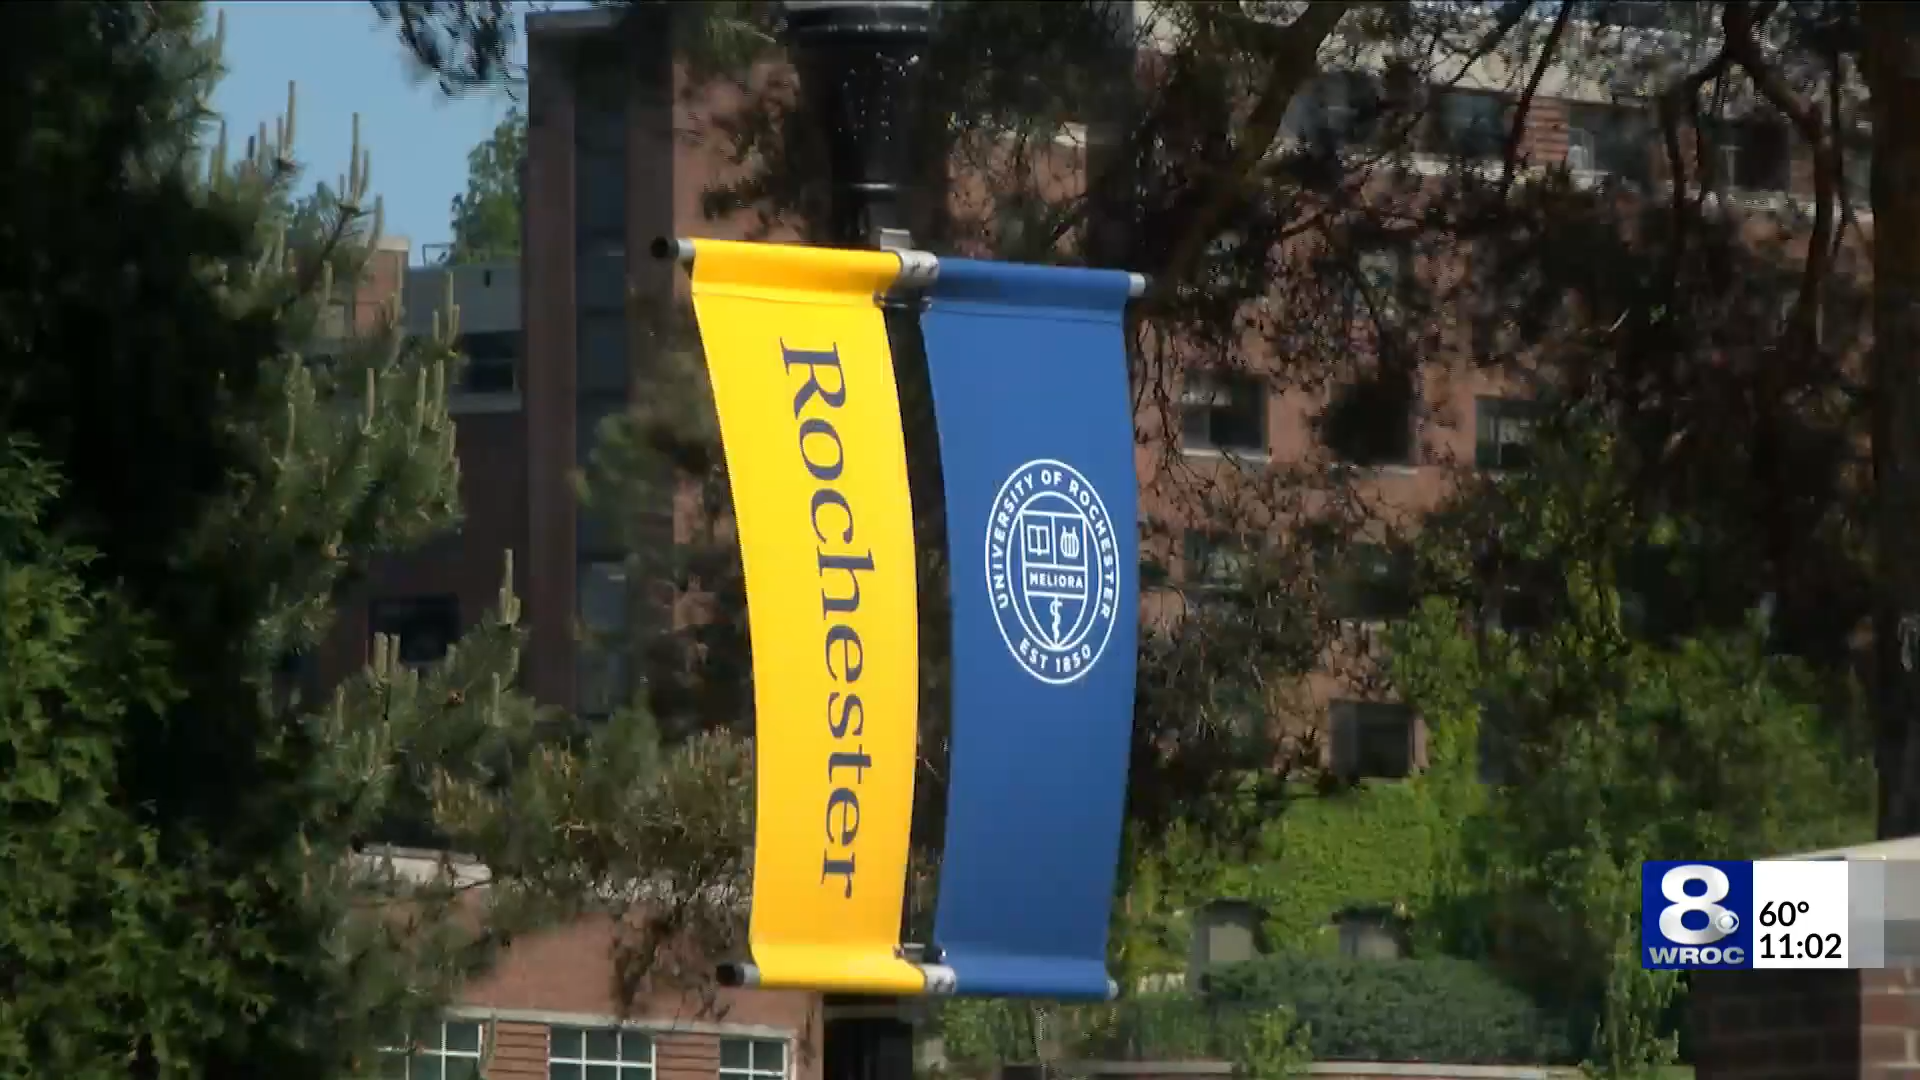 Rochester
UNIVERSITY OF ROCHESTER
MELIORA
EST 1850
8
WROC
60°
11:02